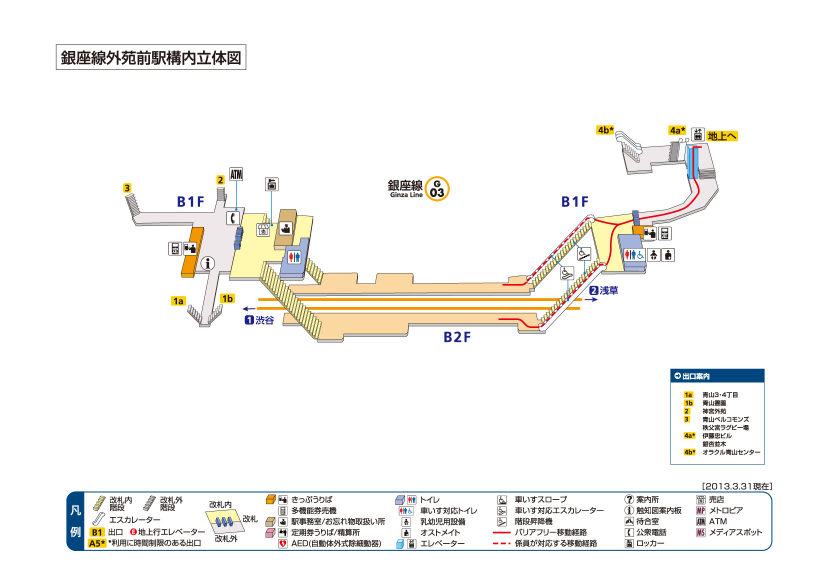 銀座線外苑前駅構内立体図
4b*
4a*
地上へ
3
2
ATM
B1F
銀座線
Ginza Line
G
03
B1F
1a
1b
1 渋谷
2 浅草
B2F
出口案内
1a 青山3・4丁目
1b 青山霊園
2 神宮外苑
3 青山ベルコモンズ
秩父宮ラグビー場
4a* 伊藤忠ビル
銀杏並木
4b* オラクル青山センター
[2013.3.31現在]
凡例
改札内階段
改札外階段
エスカレーター
B1 出口
E 地上行エレベーター
A5* *利用に時間制限のある出口
改札内
改札
改札外
きっぷうりば
多機能券売機
駅事務室/お忘れ物取扱い所
定期券うりば/精算所
AED(自動体外式除細動器)
トイレ
車いす対応トイレ
乳幼児用設備
オストメイト
エレベーター
車いすスロープ
車いす対応エスカレーター
階段昇降機
バリアフリー移動経路
係員が対応する移動経路
案内所
触知図案内板
待合室
公衆電話
ロッカー
売店
MP メトロピア
ATM ATM
MS メディアスポット